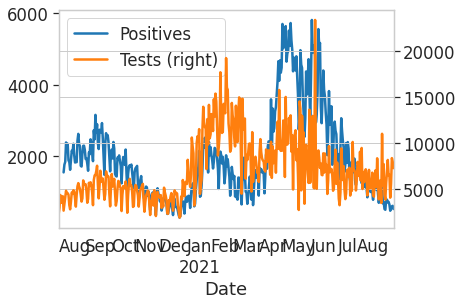 6000
4000
2000
Positives
Tests (right)
20000
15000
10000
5000
Aug Sep Oct Nov Dec Jan Feb Mar Apr May Jun Jul Aug
2021
Date